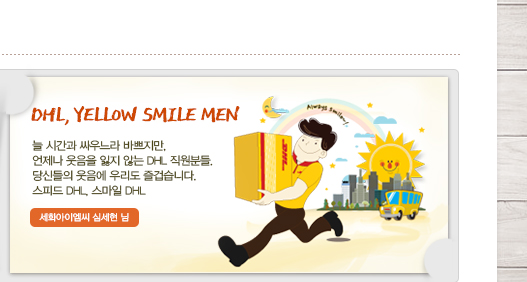 DHL, YELLOW SMILE MEN
Always smile~!
늘 시간과 싸우느라 바쁘지만,
언제나 웃음을 잃지 않는 DHL 직원분들.
당신들의 웃음에 우리도 즐겁습니다.
스피드 DHL, 스마일 DHL
DHL
세화아이엠씨 심세현 님